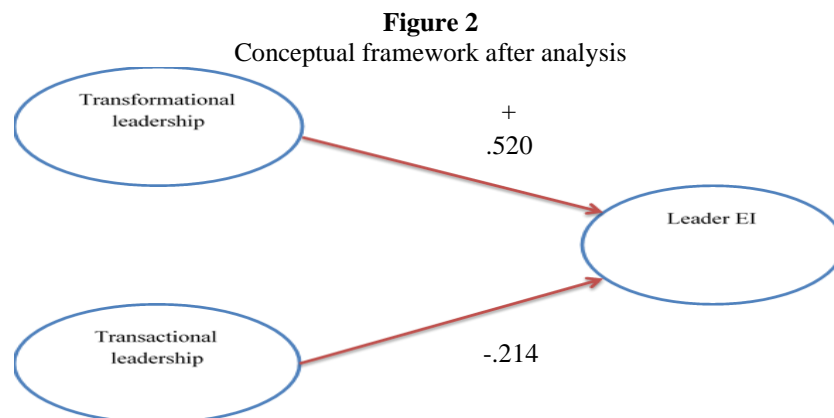 Figure 2
Conceptual framework after analysis
Transformational
leadership
+
.520
Leader EI
Transactional
leadership
-.214